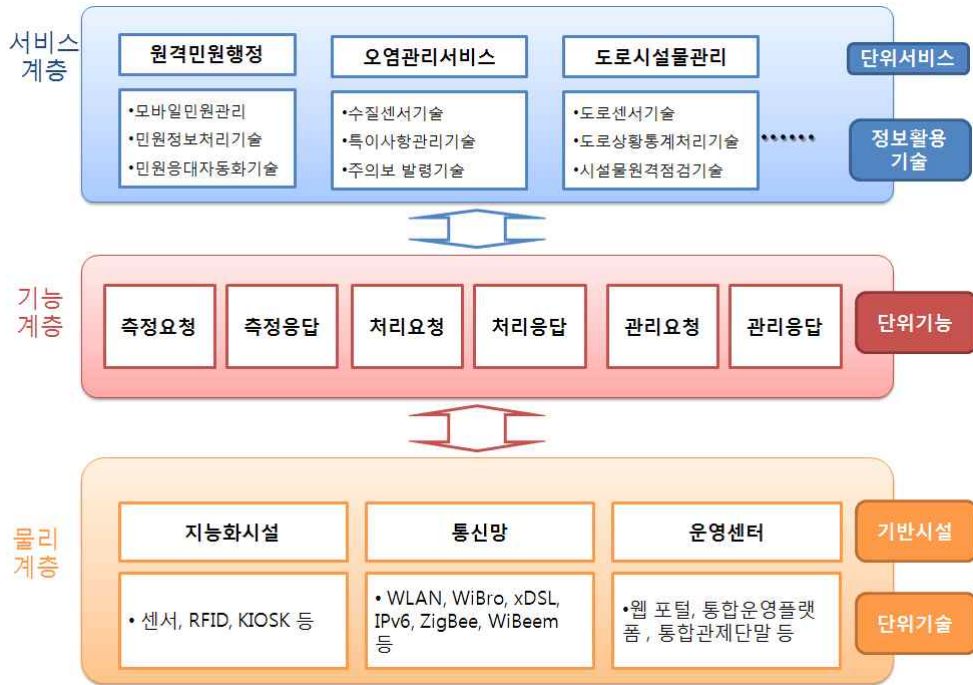 서비스
계층
원격민원행정
오염관리서비스
도로시설물관리
단위서비스
•모바일민원관리
•민원정보처리기술
•민원응대자동화기술
•수질센서기술
•특이사항관리기술
•주의보 발령기술
•도로센서기술
•도로상황통계처리기술
•시설물원격점검기술
......
정보활용
기술
기능
계층
측정요청
측정응답
처리요청
처리응답
관리요청
관리응답
단위기능
물리
계층
지능화시설
통신망
운영센터
기반시설
• 센서, RFID, KIOSK 등
• WLAN, WiBro, xDSL,
IPv6, ZigBee, WiBeem
등
•웹 포털, 통합운영플랫
폼 , 통합관제단말 등
단위기술